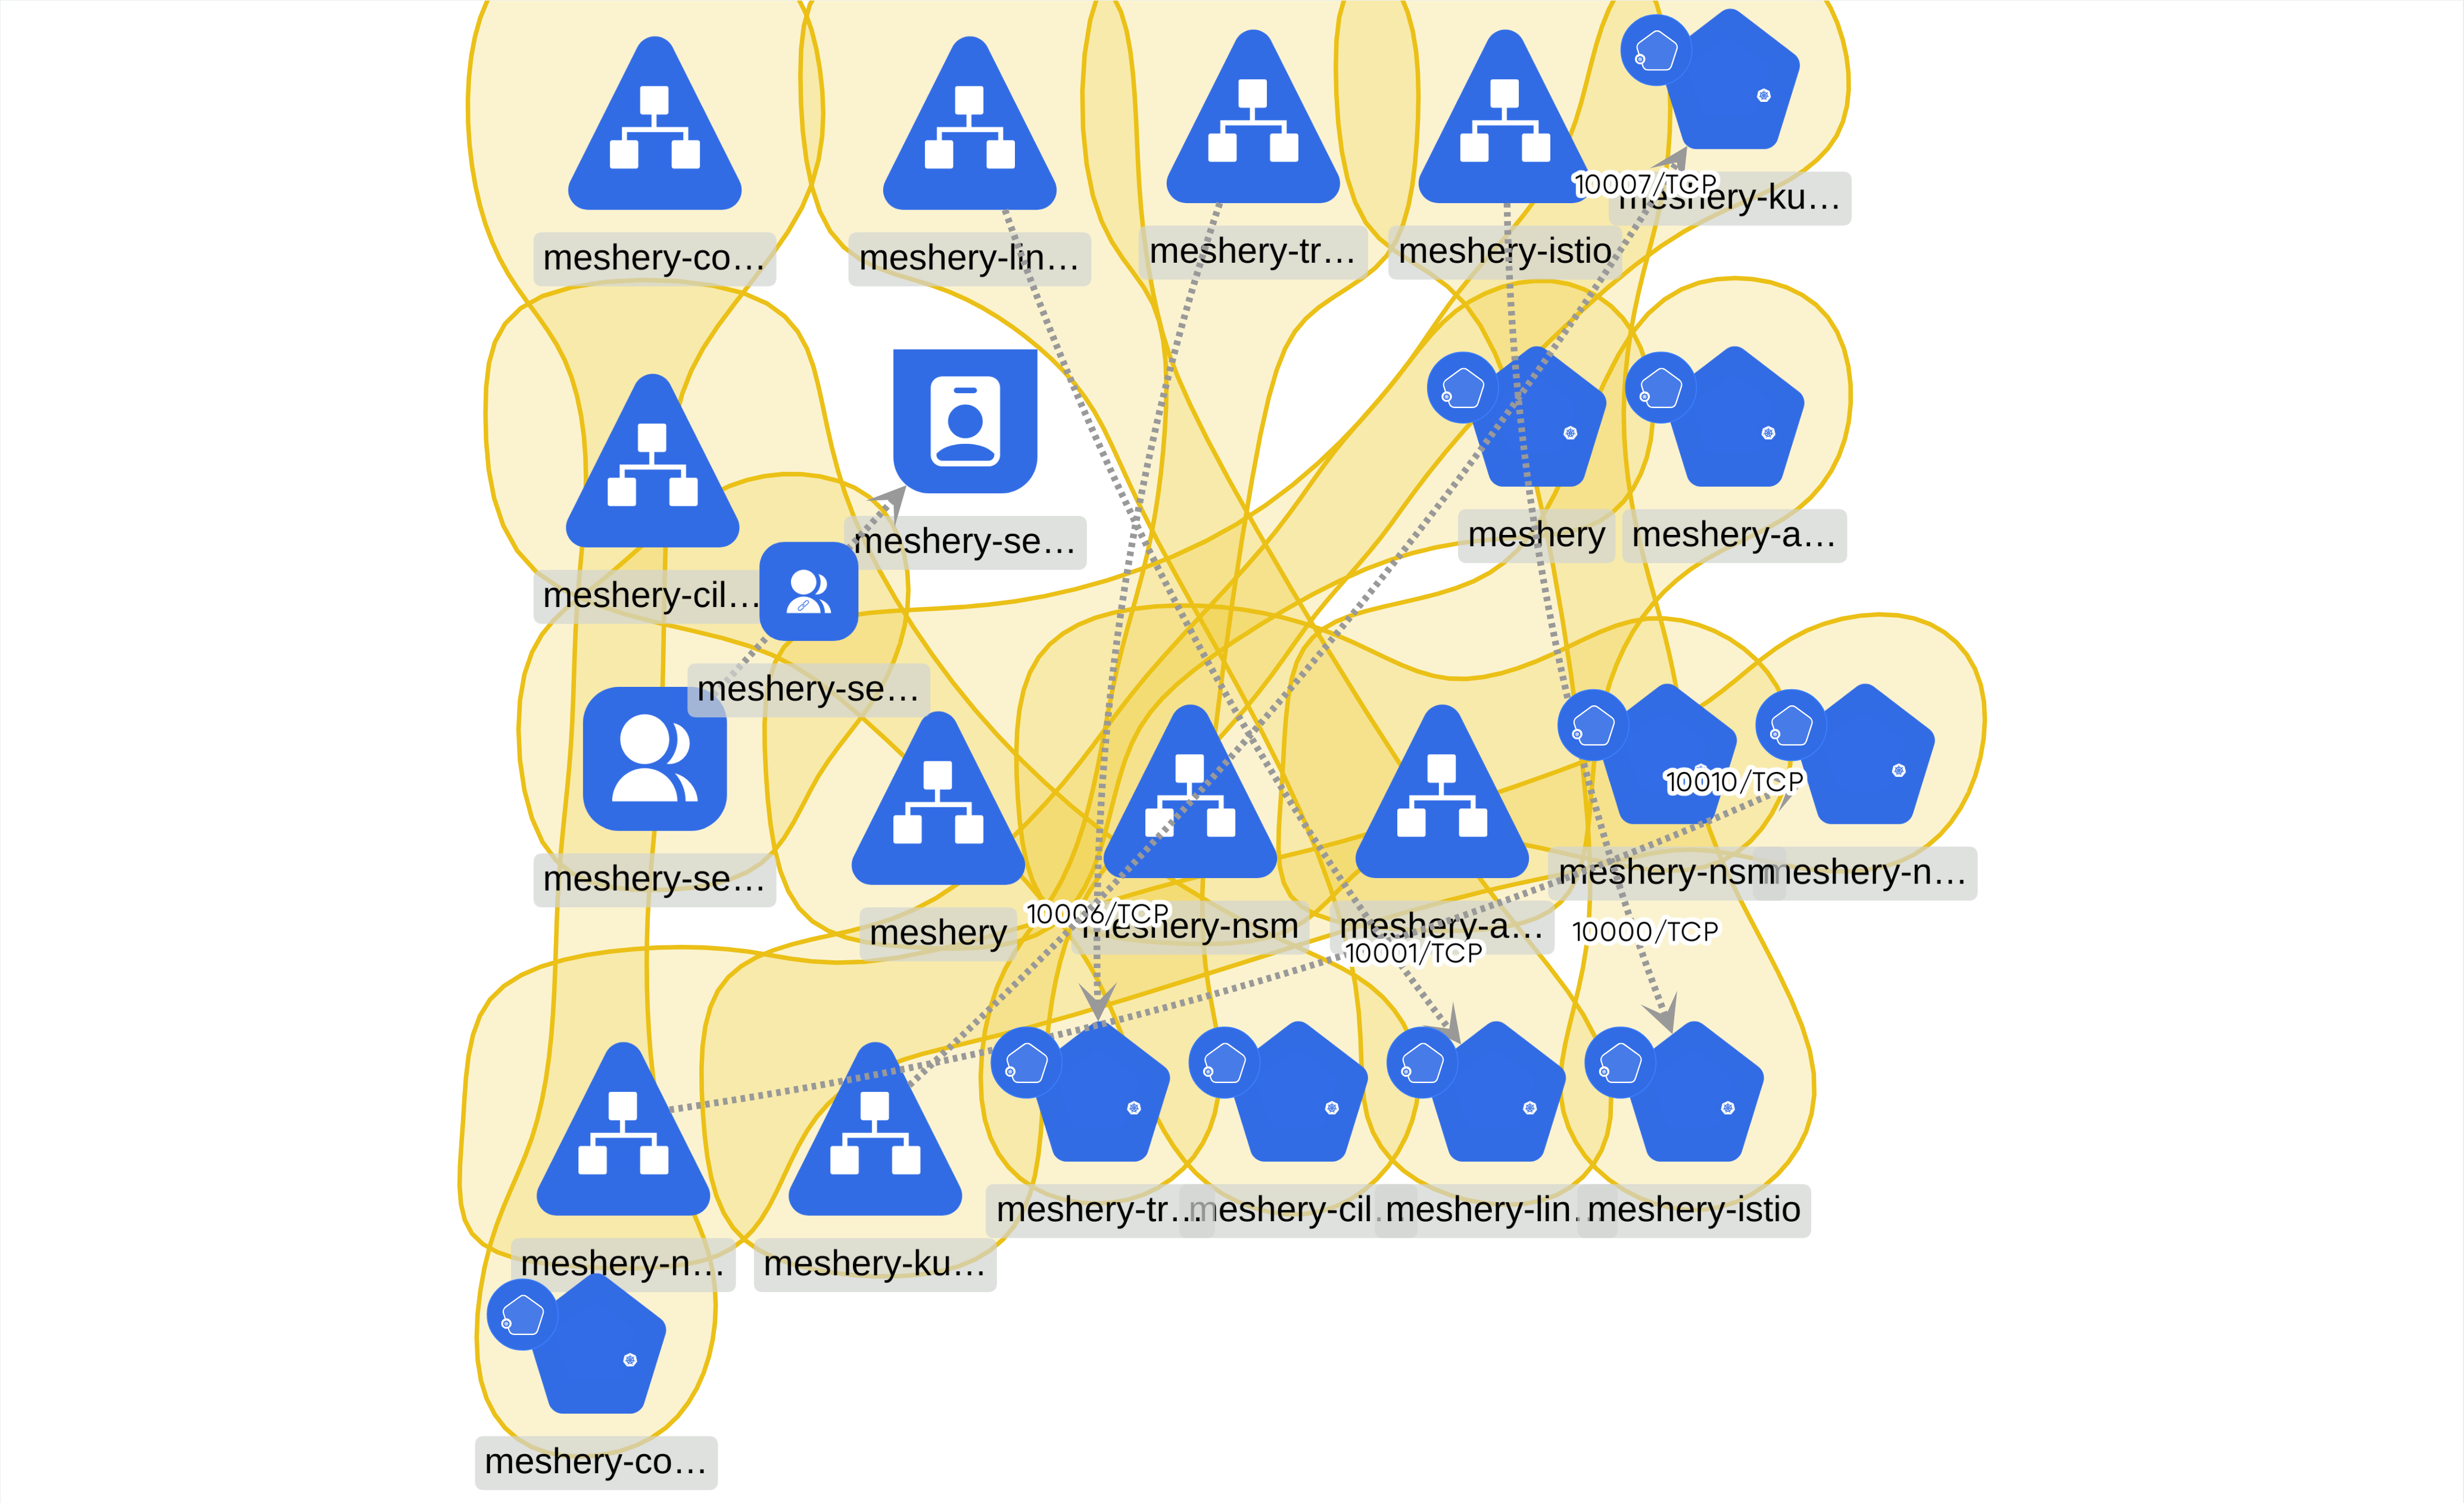 meshery-co…
meshery-lin…
meshery-tr…
meshery-istio
10007/TCP
meshery-ku…
meshery-se…
meshery
meshery-a…
meshery-cil…
meshery-se…
meshery-se…
10010/TCP
meshery-nsm
meshery-n…
meshery
10006/TCP
meshery-nsm
meshery-a…
10001/TCP
10000/TCP
meshery-tr…
meshery-cil…
meshery-lin…
meshery-istio
meshery-n…
meshery-ku…
meshery-co…